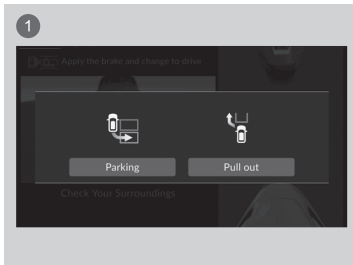 1
Apply the brake and change to drive
Parking
Pull out
Check Your Surroundings